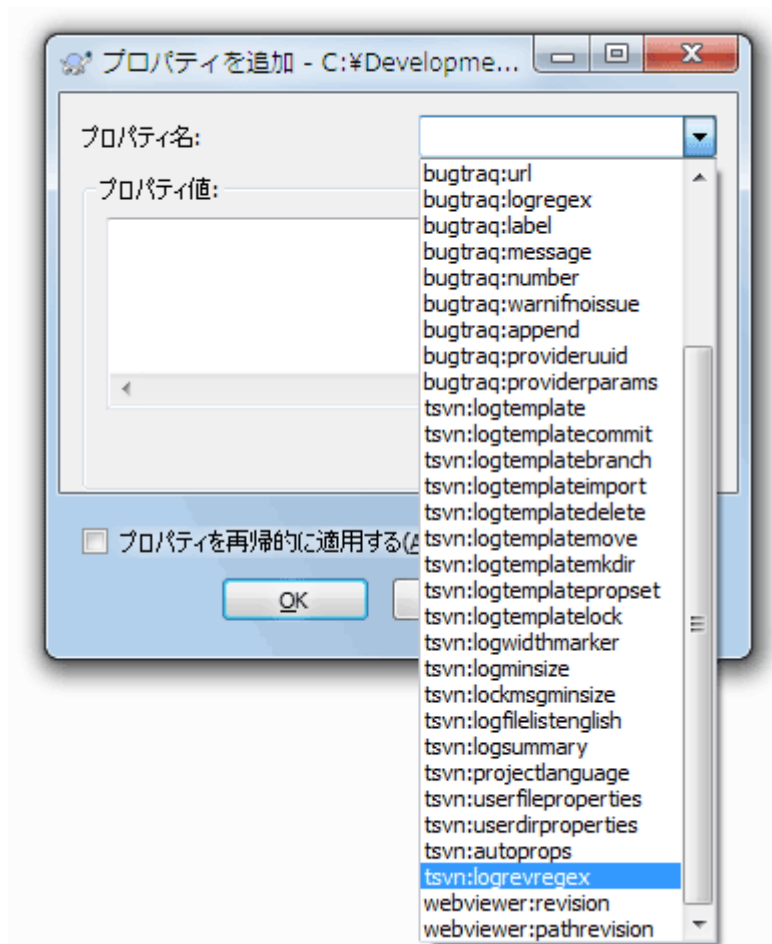 プロパティを追加 - C:¥Developme...
プロパティ名:
プロパティ値:
bugtraq:url
bugtraq:logregex
bugtraq:label
bugtraq:message
bugtraq:number
bugtraq:warnifnoissue
bugtraq:append
bugtraq:provideruuid
bugtraq:providerparams
tsvn:logtemplate
tsvn:logtemplatecommit
tsvn:logtemplatebranch
tsvn:logtemplateimport
tsvn:logtemplatedelete
tsvn:logtemplatemove
tsvn:logtemplatemkdir
tsvn:logtemplatepropset
tsvn:logtemplatelock
tsvn:logwidthmarker
tsvn:logminsize
tsvn:lockmsgminsize
tsvn:logfilelistenglish
tsvn:logsummary
tsvn:projectlanguage
tsvn:userfileproperties
tsvn:userdirproperties
tsvn:autoprops
tsvn:logrevregex
webviewer:revision
webviewer:pathrevision
プロパティを再帰的に適用する(A
OK